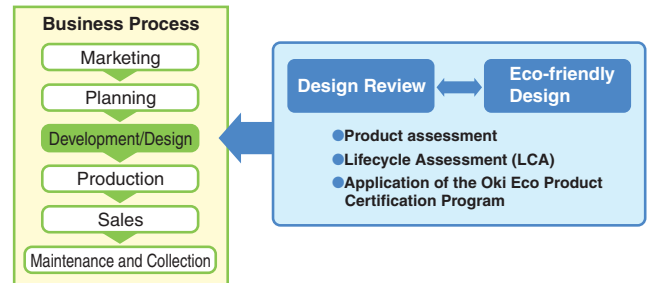 Business Process
Marketing
Planning
Development/Design
Production
Sales
Maintenance and Collection
Design Review
Eco-friendly
Design
●Product assessment
●Lifecycle Assessment (LCA)
●Application of the Oki Eco Product
Certification Program